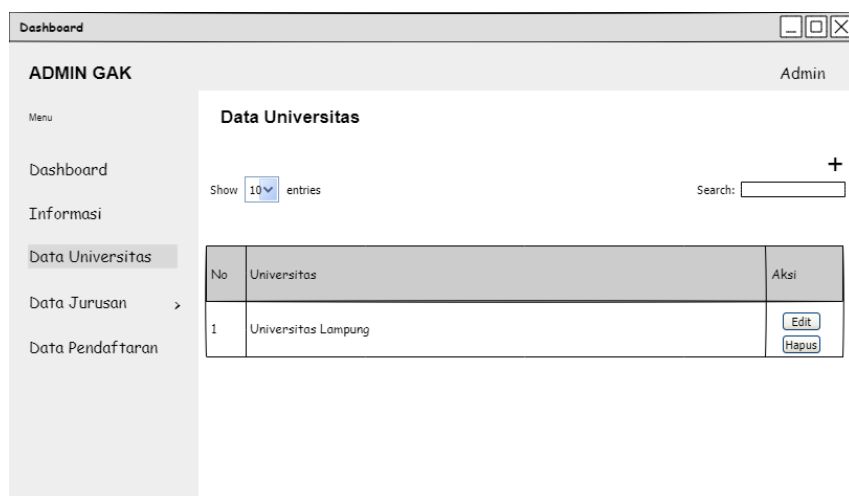 Dashboard
ADMIN GAK
Admin
Menu
Data Universitas
Dashboard
+
Show 10 entries
Search:
Informasi
Data Universitas
No Universitas Aksi
Data Jurusan >
1 Universitas Lampung Edit
Hapus
Data Pendaftaran